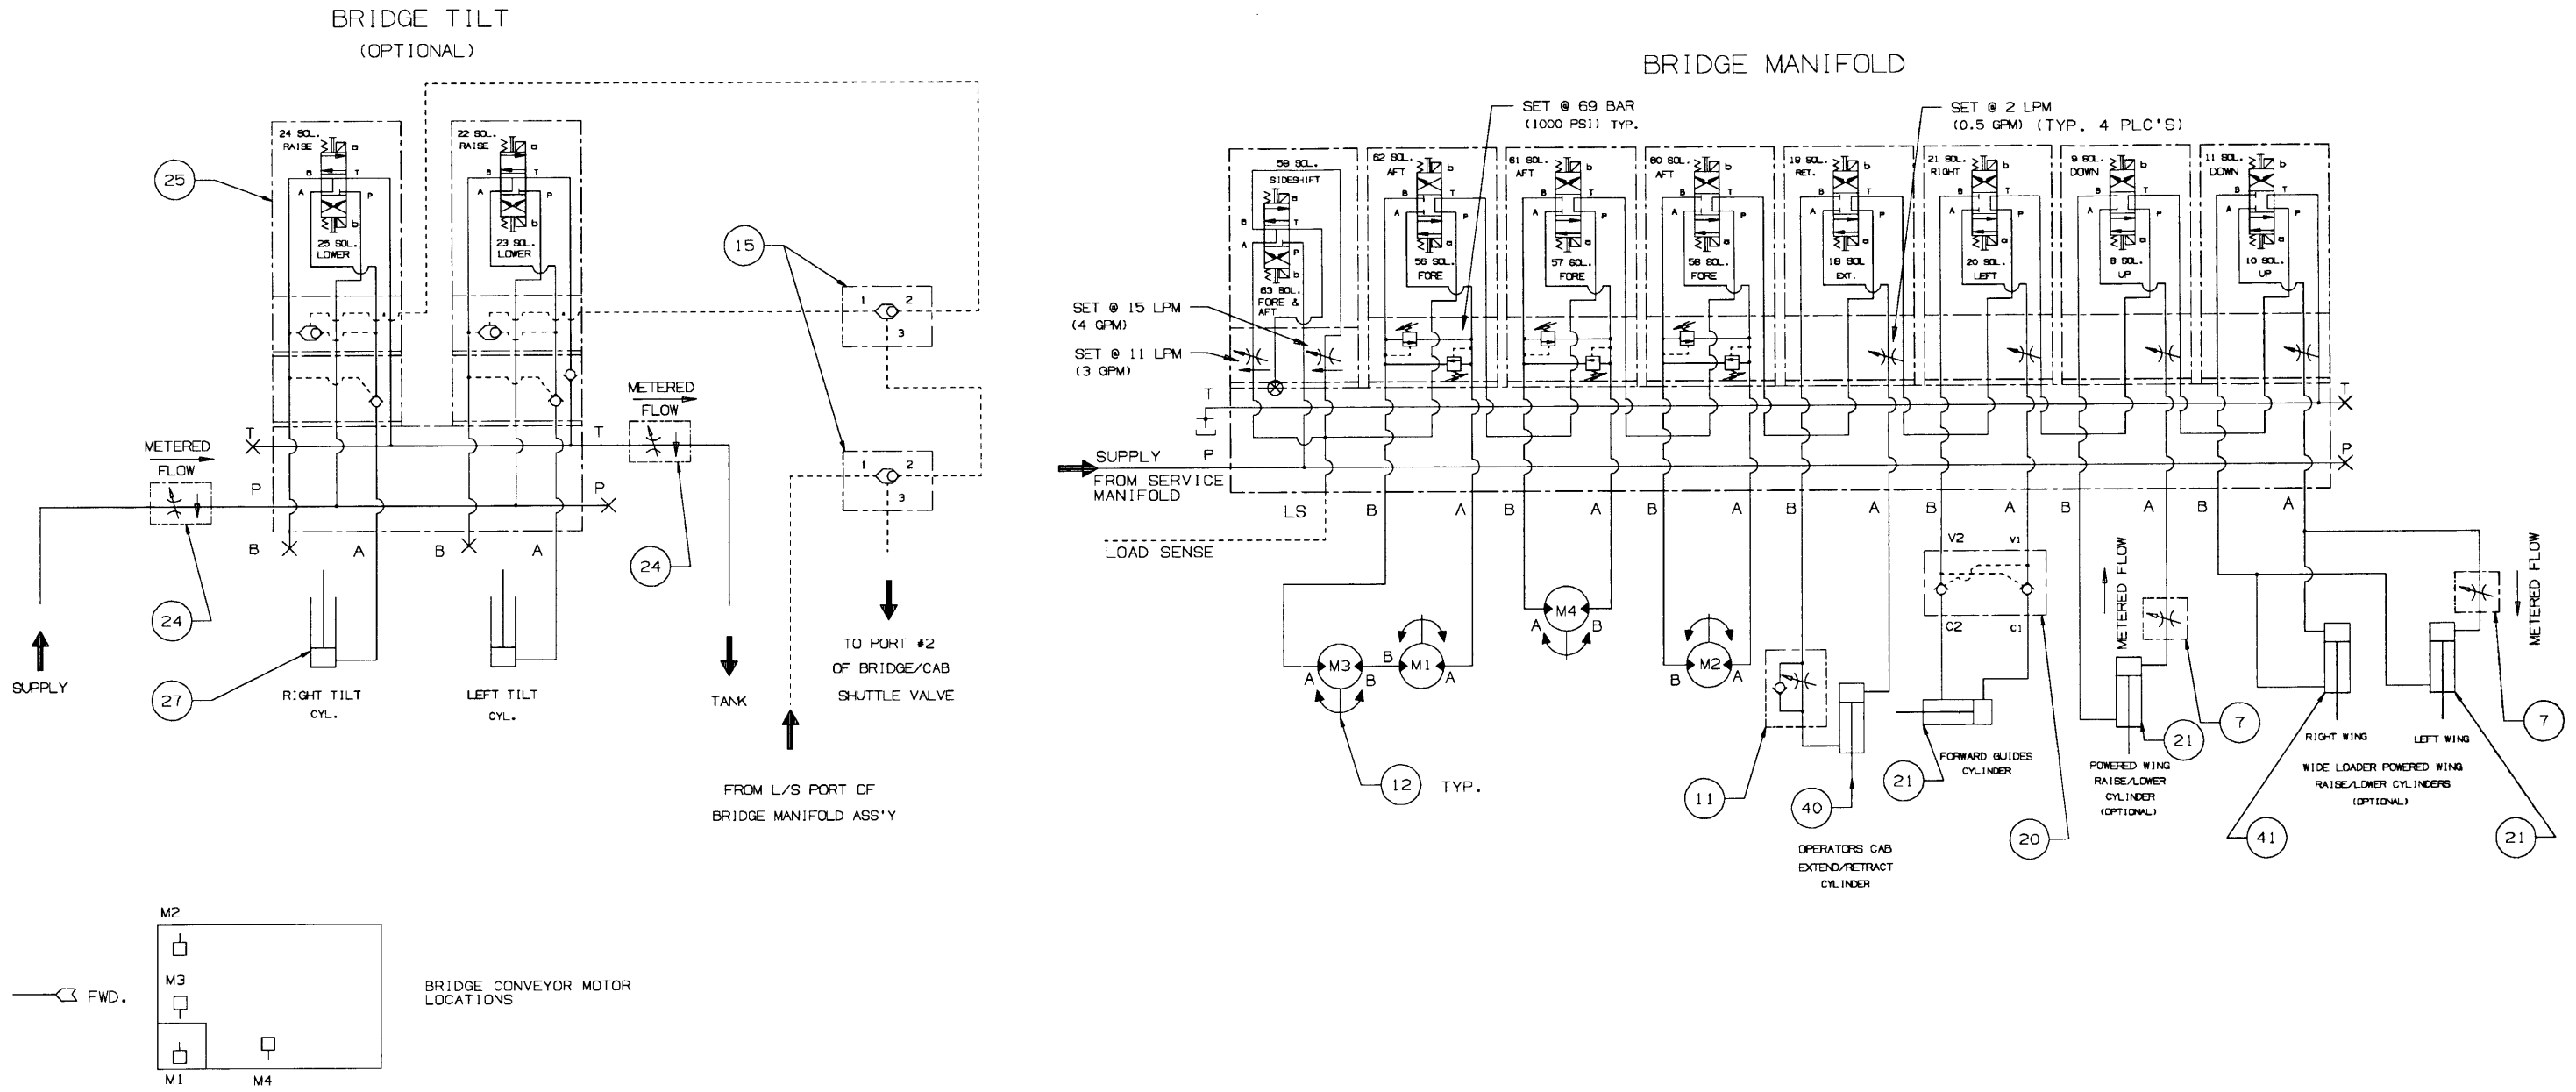 BRIDGE TILT
(OPTIONAL)
24 SOL.
RAISE
a
B
T
A
P
b
25 SOL.
LOWER
22 SOL.
RAISE
a
B
T
A
P
b
23 SOL.
LOWER
25
15
1
2
3
1
2
3
METERED
FLOW
METERED
FLOW
T
T
P
P
B
A
B
A
24
24
27
SUPPLY
RIGHT TILT
CYL.
LEFT TILT
CYL.
TANK
TO PORT #2
OF BRIDGE/CAB
SHUTTLE VALVE
FROM L/S PORT OF
BRIDGE MANIFOLD ASS'Y
BRIDGE MANIFOLD
SET @ 69 BAR
(1000 PSI) TYP.
SET @ 2 LPM
(0.5 GPM) (TYP. 4 PLC'S)
59 SOL.
SIDESHIFT
a
B
T
A
P
b
63 SOL.
FORE &
AFT
62 SOL.
AFT
b
B
T
A
P
a
56 SOL.
FORE
61 SOL.
AFT
b
B
T
A
P
a
57 SOL.
FORE
60 SOL.
AFT
b
B
T
A
P
a
58 SOL.
FORE
19 SOL.
RET.
b
B
T
A
P
a
18 SOL
EXT.
21 SOL.
RIGHT
b
B
T
A
P
a
20 SOL.
LEFT
9 SOL.
DOWN
b
B
T
A
P
a
8 SOL.
UP
11 SOL.
DOWN
b
B
T
A
P
a
10 SOL.
UP
SET @ 15 LPM
(4 GPM)
SET @ 11 LPM
(3 GPM)
T
T
SUPPLY
P
P
FROM SERVICE
MANIFOLD
LS
B
A
B
A
B
A
B
A
B
A
B
A
B
A
LOAD SENSE
V2
V1
C2
C1
M3
A
B
M1
B
A
M4
A
B
M2
B
A
METERED FLOW
METERED FLOW
12
TYP.
11
40
21
20
21
7
41
21
7
OPERATORS CAB
EXTEND/RETRACT
CYLINDER
FORWARD GUIDES
CYLINDER
POWERED WING
RAISE/LOWER
CYLINDER
(OPTIONAL)
RIGHT WING
LEFT WING
WIDE LOADER POWERED WING
RAISE/LOWER CYLINDERS
(OPTIONAL)
M2
M3
M1
M4
FWD.
BRIDGE CONVEYOR MOTOR
LOCATIONS